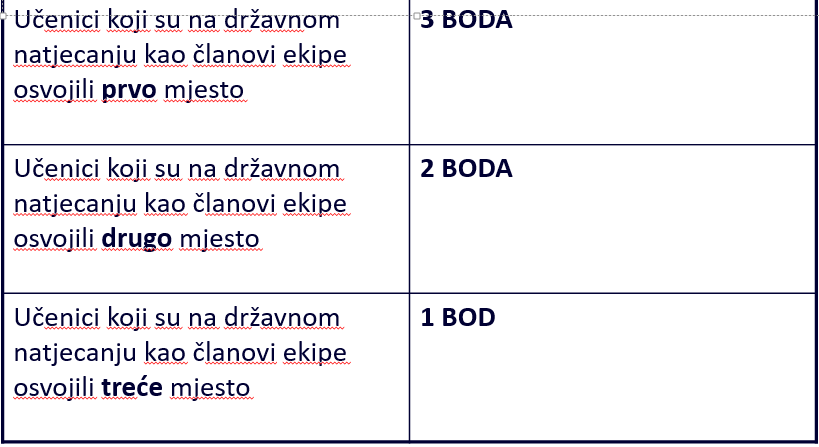 Učenici koji su na državnom
natjecanju kao članovi ekipe
osvojili prvo mjesto
3 BODA
Učenici koji su na državnom
natjecanju kao članovi ekipe
osvojili drugo mjesto
2 BODA
Učenici koji su na državnom
natjecanju kao članovi ekipe
osvojili treće mjesto
1 BOD